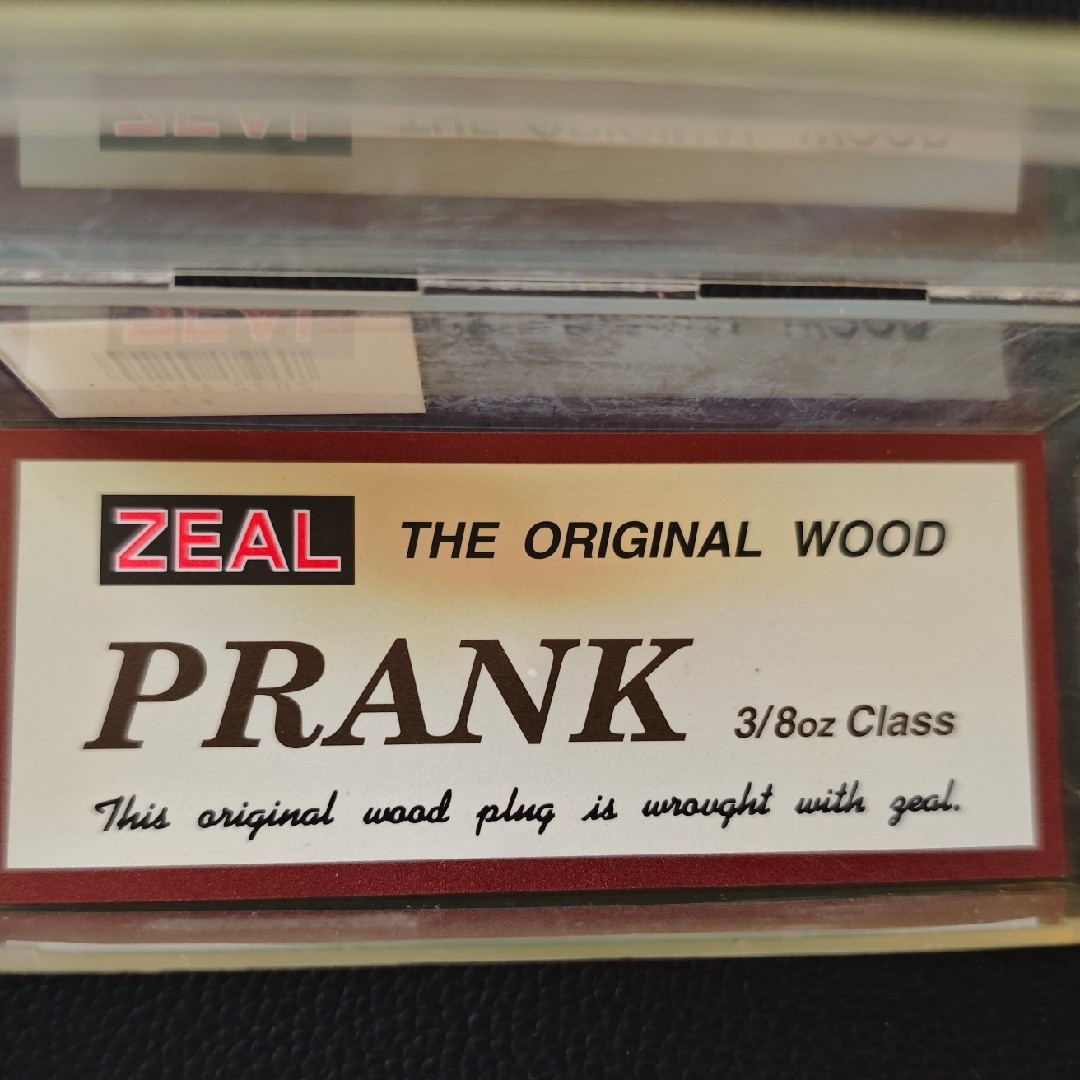 ZEAL THE ORIGINAL WOOD
PRANK 3/8oz Class
This original wood plug is wrought with zeal.